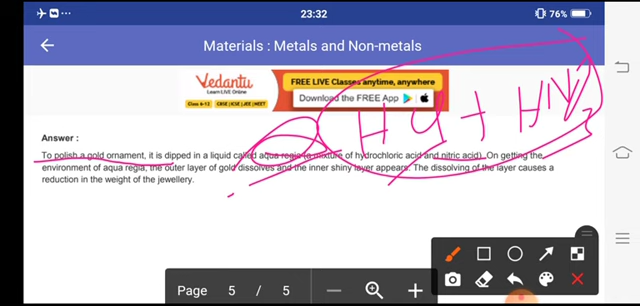 23:32
76%
Materials : Metals and Non-metals
Vedantu
FREE LIVE Classes anytime, anywhere
LEARN LIVE ONLINE
Download the FREE App
Class 6-12 CBSE | ICSE | JEE | NEET
HCl + HNO3
Answer :
To polish a gold ornament, it is dipped in a liquid called aqua regia (a mixture of hydrochloric acid and nitric acid). On getting the
environment of aqua regia, the outer layer of gold dissolves and the inner shiny layer appears. The dissolving of the layer causes a
reduction in the weight of the jewellery.
Page 5 / 5